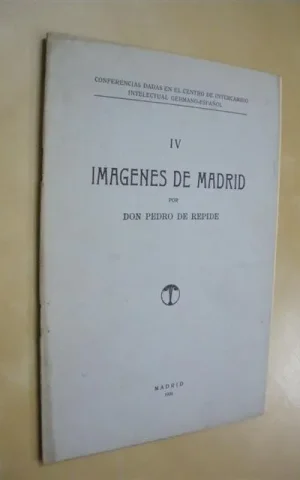 CONFERENCIAS DADAS EN EL CENTRO DE INTERCAMBIO
INTELECTUAL GERMANO-ESPAÑOL
IV
IMAGENES DE MADRID
POR
DON PEDRO DE REPIDE
MADRID